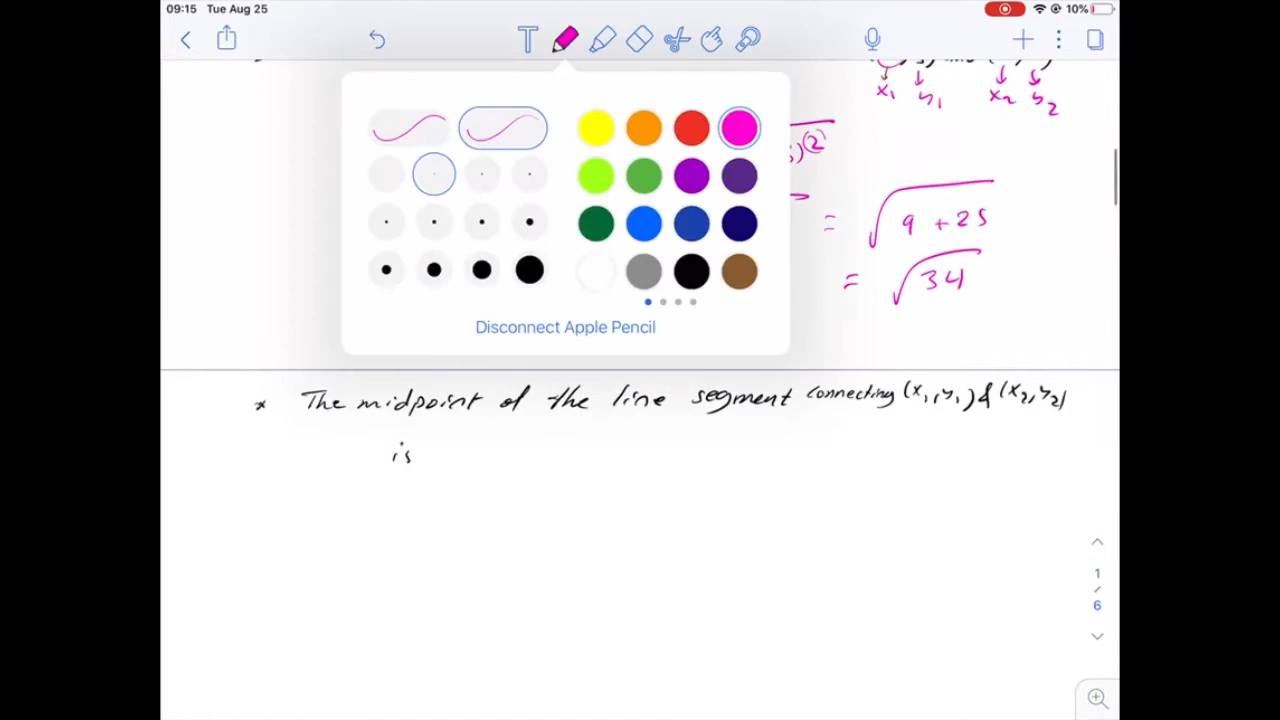 09:15 Tue Aug 25 10%
T
x₁ y₁ x₂ y₂
)²
= √9 + 25
= √34
Disconnect Apple Pencil
* The midpoint of the line segment connecting (x₁, y₁) & (x₂, y₂)
is
1
/
6